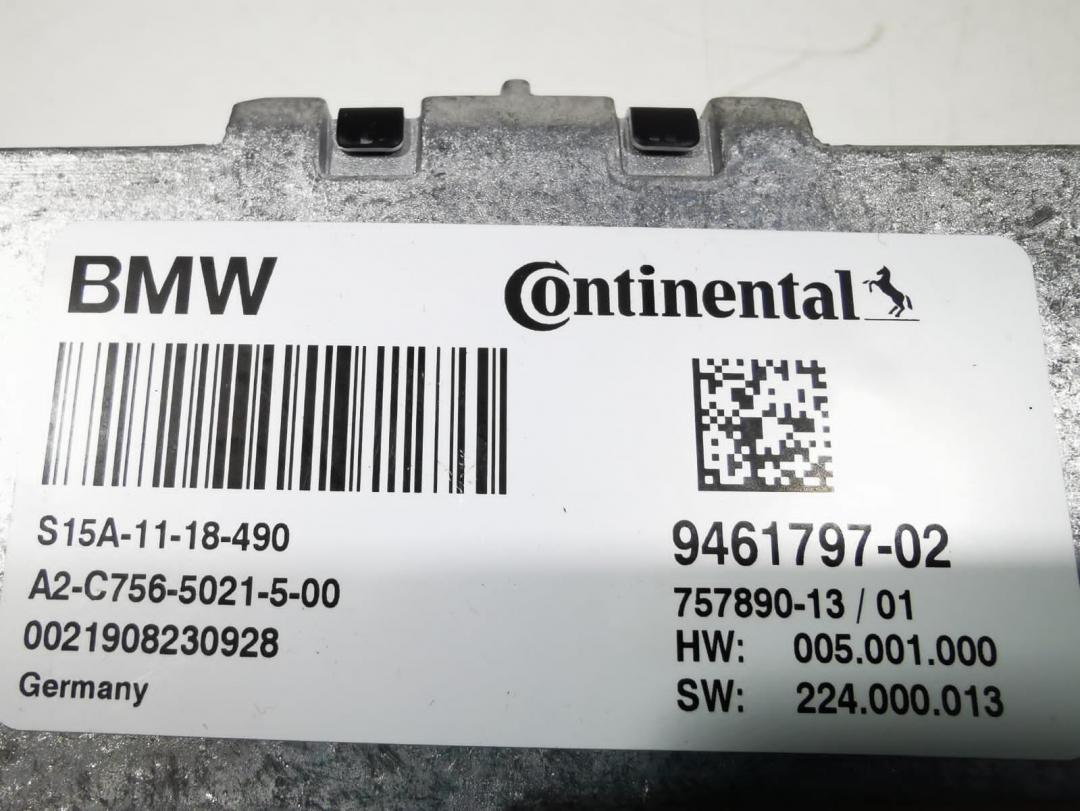 BMW
Continental
S15A-11-18-490
A2-C756-5021-5-00
0021908230928
Germany
9461797-02
757890-13 / 01
HW: 005.001.000
SW: 224.000.013